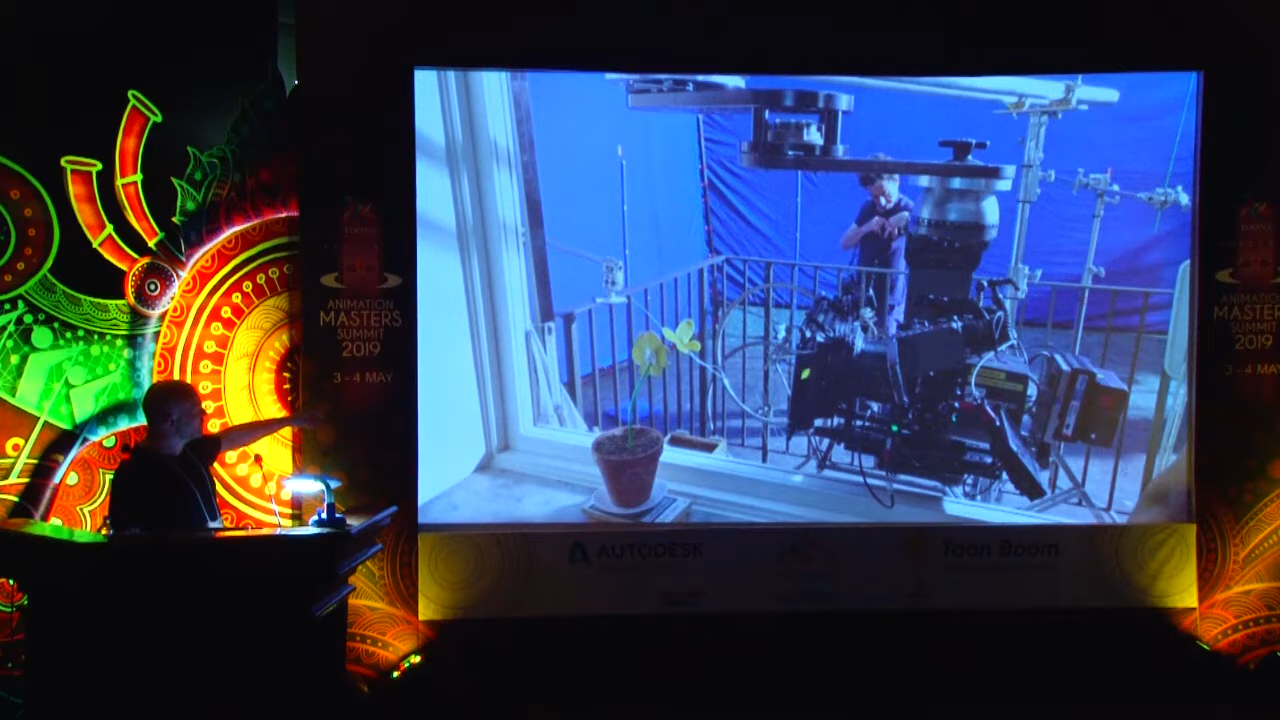 ANIMATION
MASTERS
SUMMIT
2019
3 - 4 MAY
AUTODESK
Toon Boom
ANIMATION
MASTERS
SUMMIT
2019
3 - 4 MAY